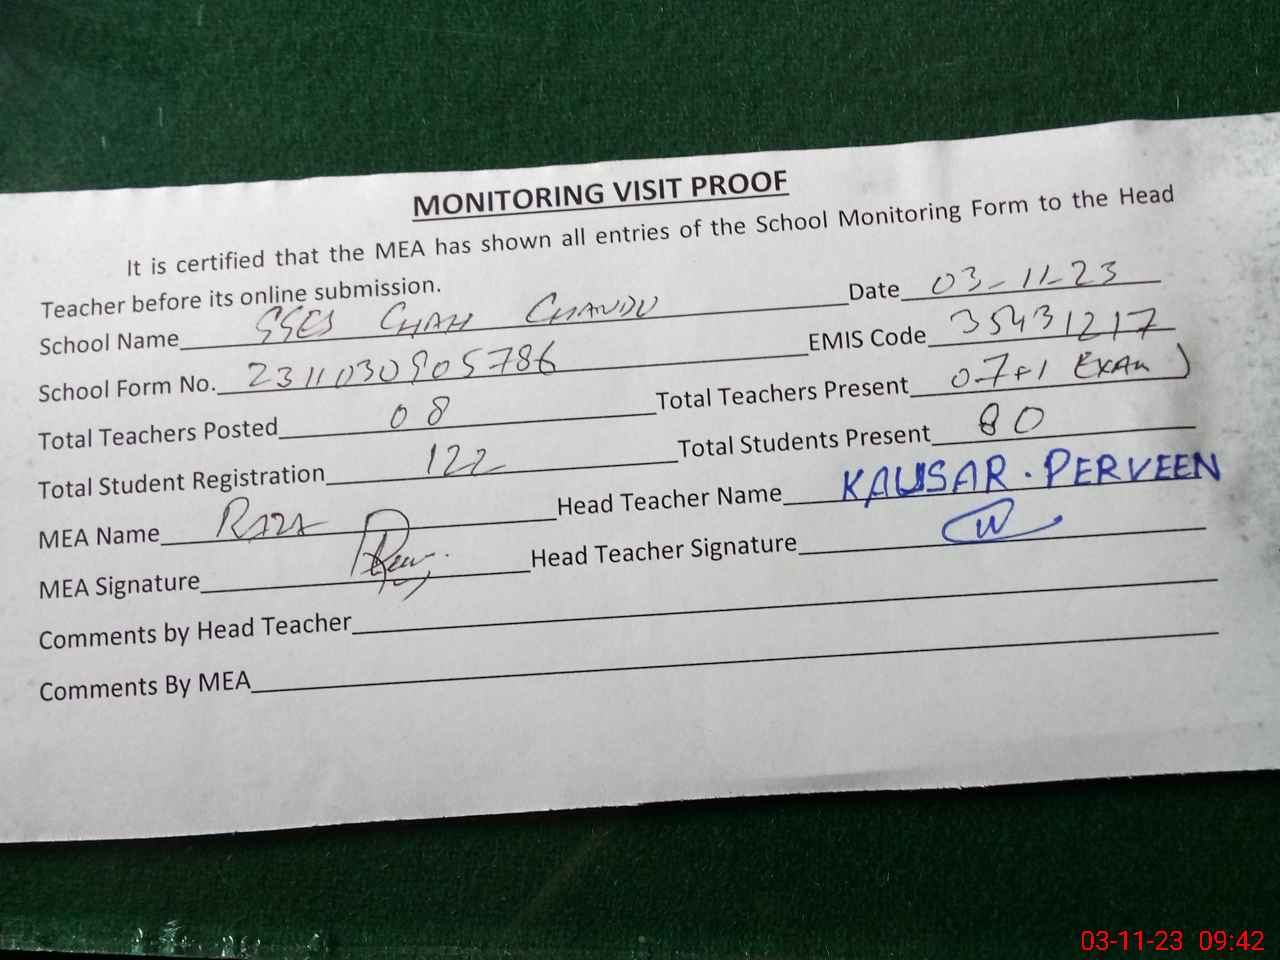 MONITORING VISIT PROOF
It is certified that the MEA has shown all entries of the School Monitoring Form to the Head
Teacher before its online submission.
School Name GGES CHAH CHANDU Date 03-11-23
School Form No. 2311030905786 EMIS Code 35431217
Total Teachers Posted 08 Total Teachers Present 07+1 EXAM)
Total Student Registration 122 Total Students Present 80
MEA Name RAZA Head Teacher Name KAUSAR. PERVEEN
MEA Signature Head Teacher Signature
Comments by Head Teacher
Comments By MEA
03-11-23 09:42